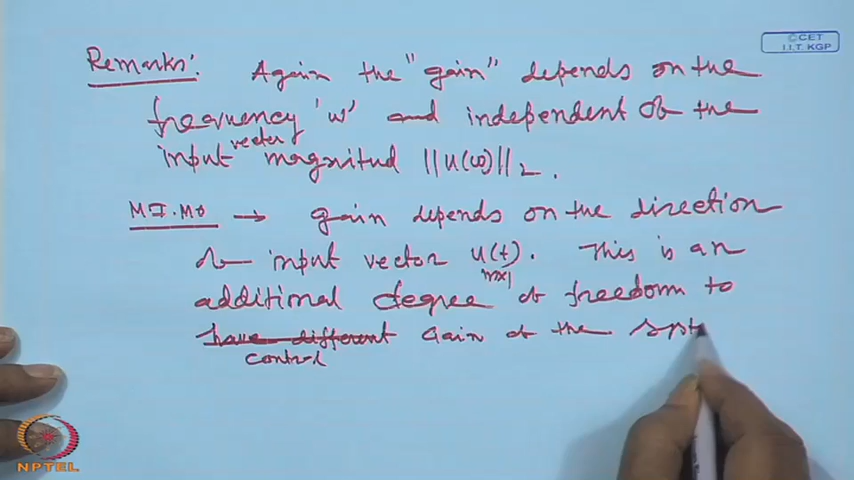 © CET
I.I.T. KGP
Remarks: Again the "gain" depends on the
frequency 'w' and independent of the
input vector magnitud ||u(ω)||2.
M I. Mo → gain depends on the direction
of input vector u(t). This is an
mx1
additional degree of freedom to
have different Gain of the syst
control
NPTEL